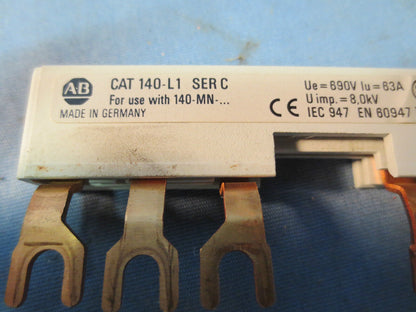 AB
CAT 140-L1 SER C
For use with 140-MN-...
MADE IN GERMANY
Ue=690V Iu=63A
U imp.=8,0kV
CE IEC 947 EN 60947